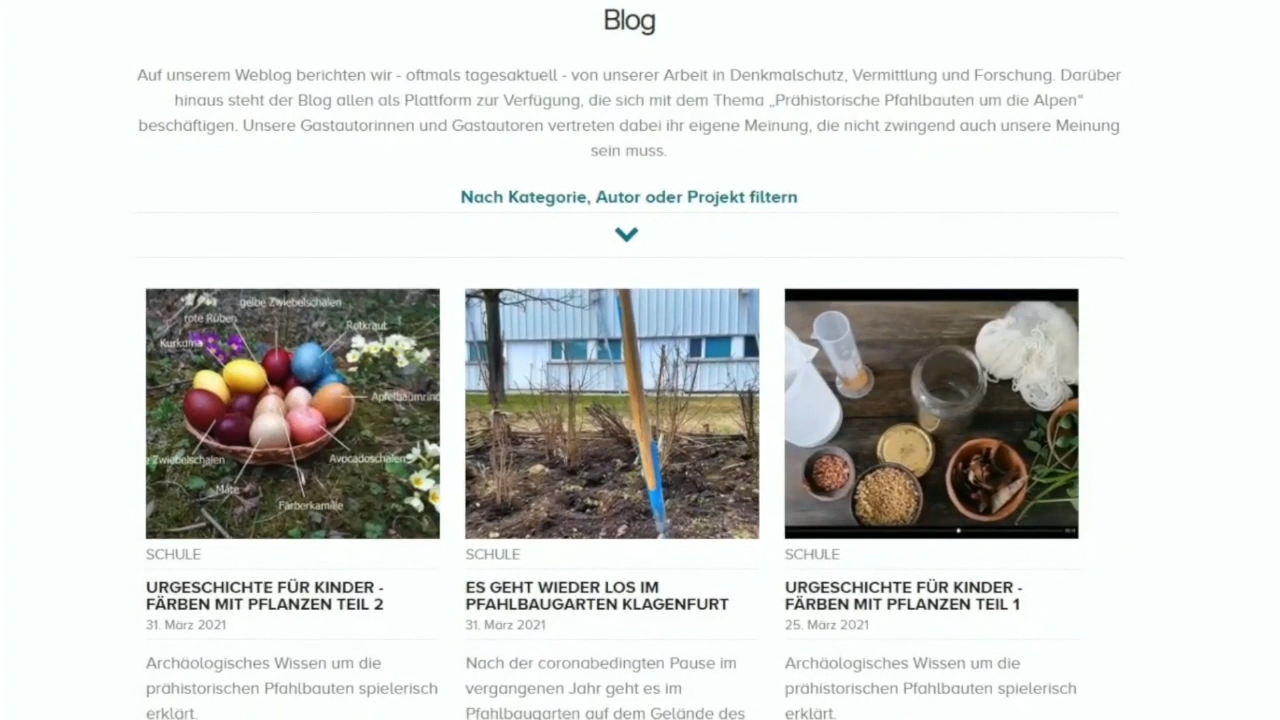 Blog
Auf unserem Weblog berichten wir - oftmals tagesaktuell - von unserer Arbeit in Denkmalschutz, Vermittlung und Forschung. Darüber
hinaus steht der Blog allen als Plattform zur Verfügung, die sich mit dem Thema „Prähistorische Pfahlbauten um die Alpen“
beschäftigen. Unsere Gastautorinnen und Gastautoren vertreten dabei ihr eigene Meinung, die nicht zwingend auch unsere Meinung
sein muss.
Nach Kategorie, Autor oder Projekt filtern
gelbe Zwiebelschalen
rote Rüben
Rotkraut
Kurkuma
Apfelbaumrind
Zwiebelschalen
Avocadoschalen
Mate
Färberkamille
SCHULE
URGESCHICHTE FÜR KINDER -
FÄRBEN MIT PFLANZEN TEIL 2
31. März 2021
Archäologisches Wissen um die
prähistorischen Pfahlbauten spielerisch
erklärt.
SCHULE
ES GEHT WIEDER LOS IM
PFAHLBAUGARTEN KLAGENFURT
31. März 2021
Nach der coronabedingten Pause im
vergangenen Jahr geht es im
Pfahlbaugarten auf dem Gelände des
SCHULE
URGESCHICHTE FÜR KINDER -
FÄRBEN MIT PFLANZEN TEIL 1
25. März 2021
Archäologisches Wissen um die
prähistorischen Pfahlbauten spielerisch
erklärt.